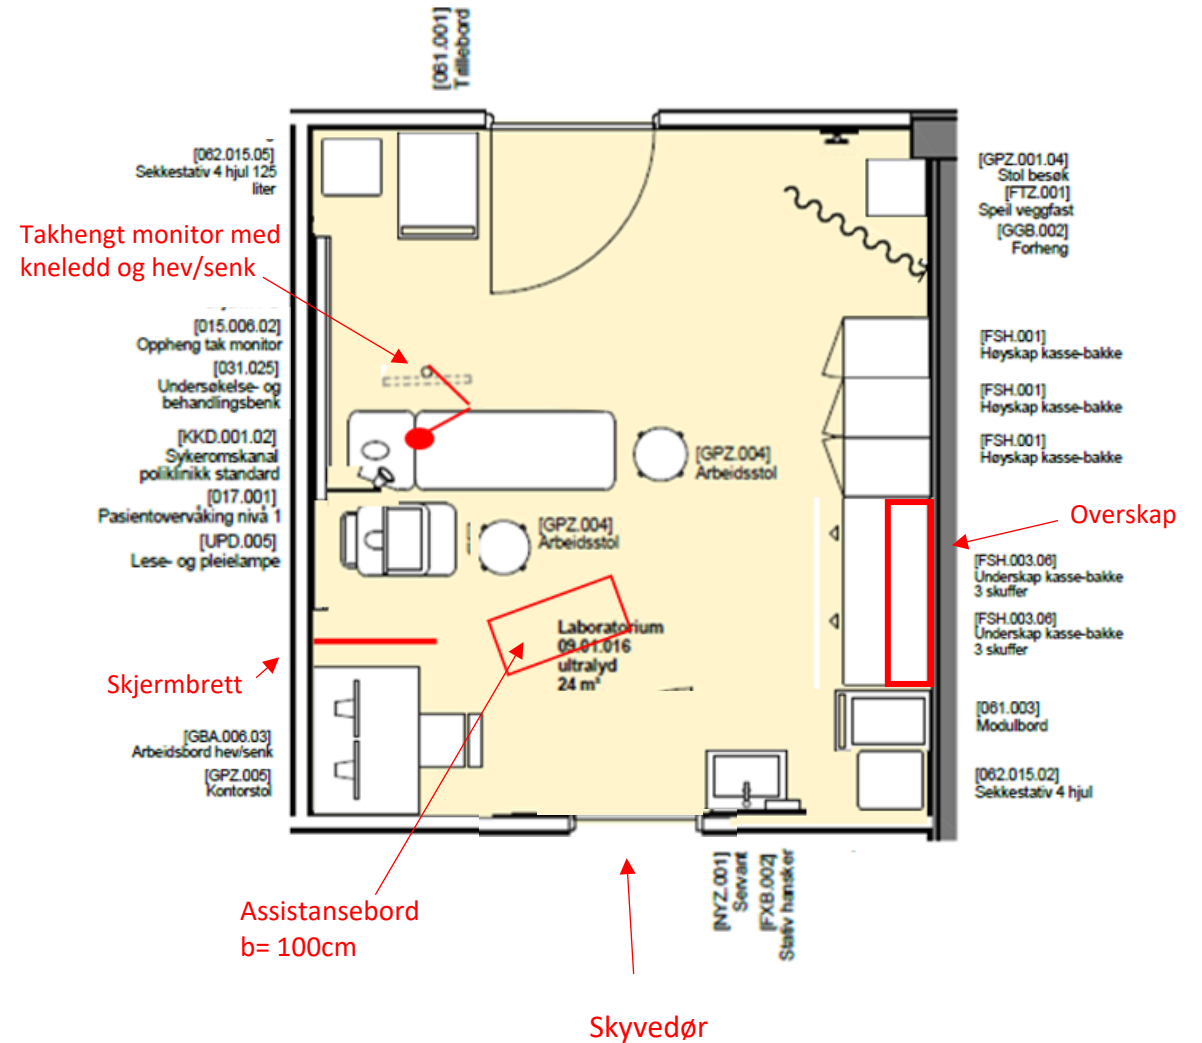 [061.001]
Trillebord
[062.015.05]
Sekkestativ 4 hjul 125
liter
Takhengt monitor med
kneledd og hev/senk
[015.006.02]
Oppheng tak monitor
[031.025]
Undersøkelse- og
behandlingsbenk
[KKD.001.02]
Sykeromskanal
poliklinikk standard
[017.001]
Pasientovervåking nivå 1
[UPD.005]
Lese- og pleielampe
Skjermbrett
[GBA.006.03]
Arbeidsbord hev/senk
[GPZ.005]
Kontorstol
Assistansebord
b= 100cm
[GPZ.004]
Arbeidsstol
[GPZ.004]
Arbeidsstol
Laboratorium
09.01.016
ultralyd
24 m²
[GPZ.001.04]
Stol besøk
[FTZ.001]
Speil veggfast
[GGB.002]
Forheng
[FSH.001]
Høyskap kasse-bakke
[FSH.001]
Høyskap kasse-bakke
[FSH.001]
Høyskap kasse-bakke
Overskap
[FSH.003.06]
Underskap kasse-bakke
3 skuffer
[FSH.003.06]
Underskap kasse-bakke
3 skuffer
[061.003]
Modulbord
[062.015.02]
Sekkestativ 4 hjul
[NYZ.001]
Servant
[FXB.002]
Stativ hansker
Skyvedør